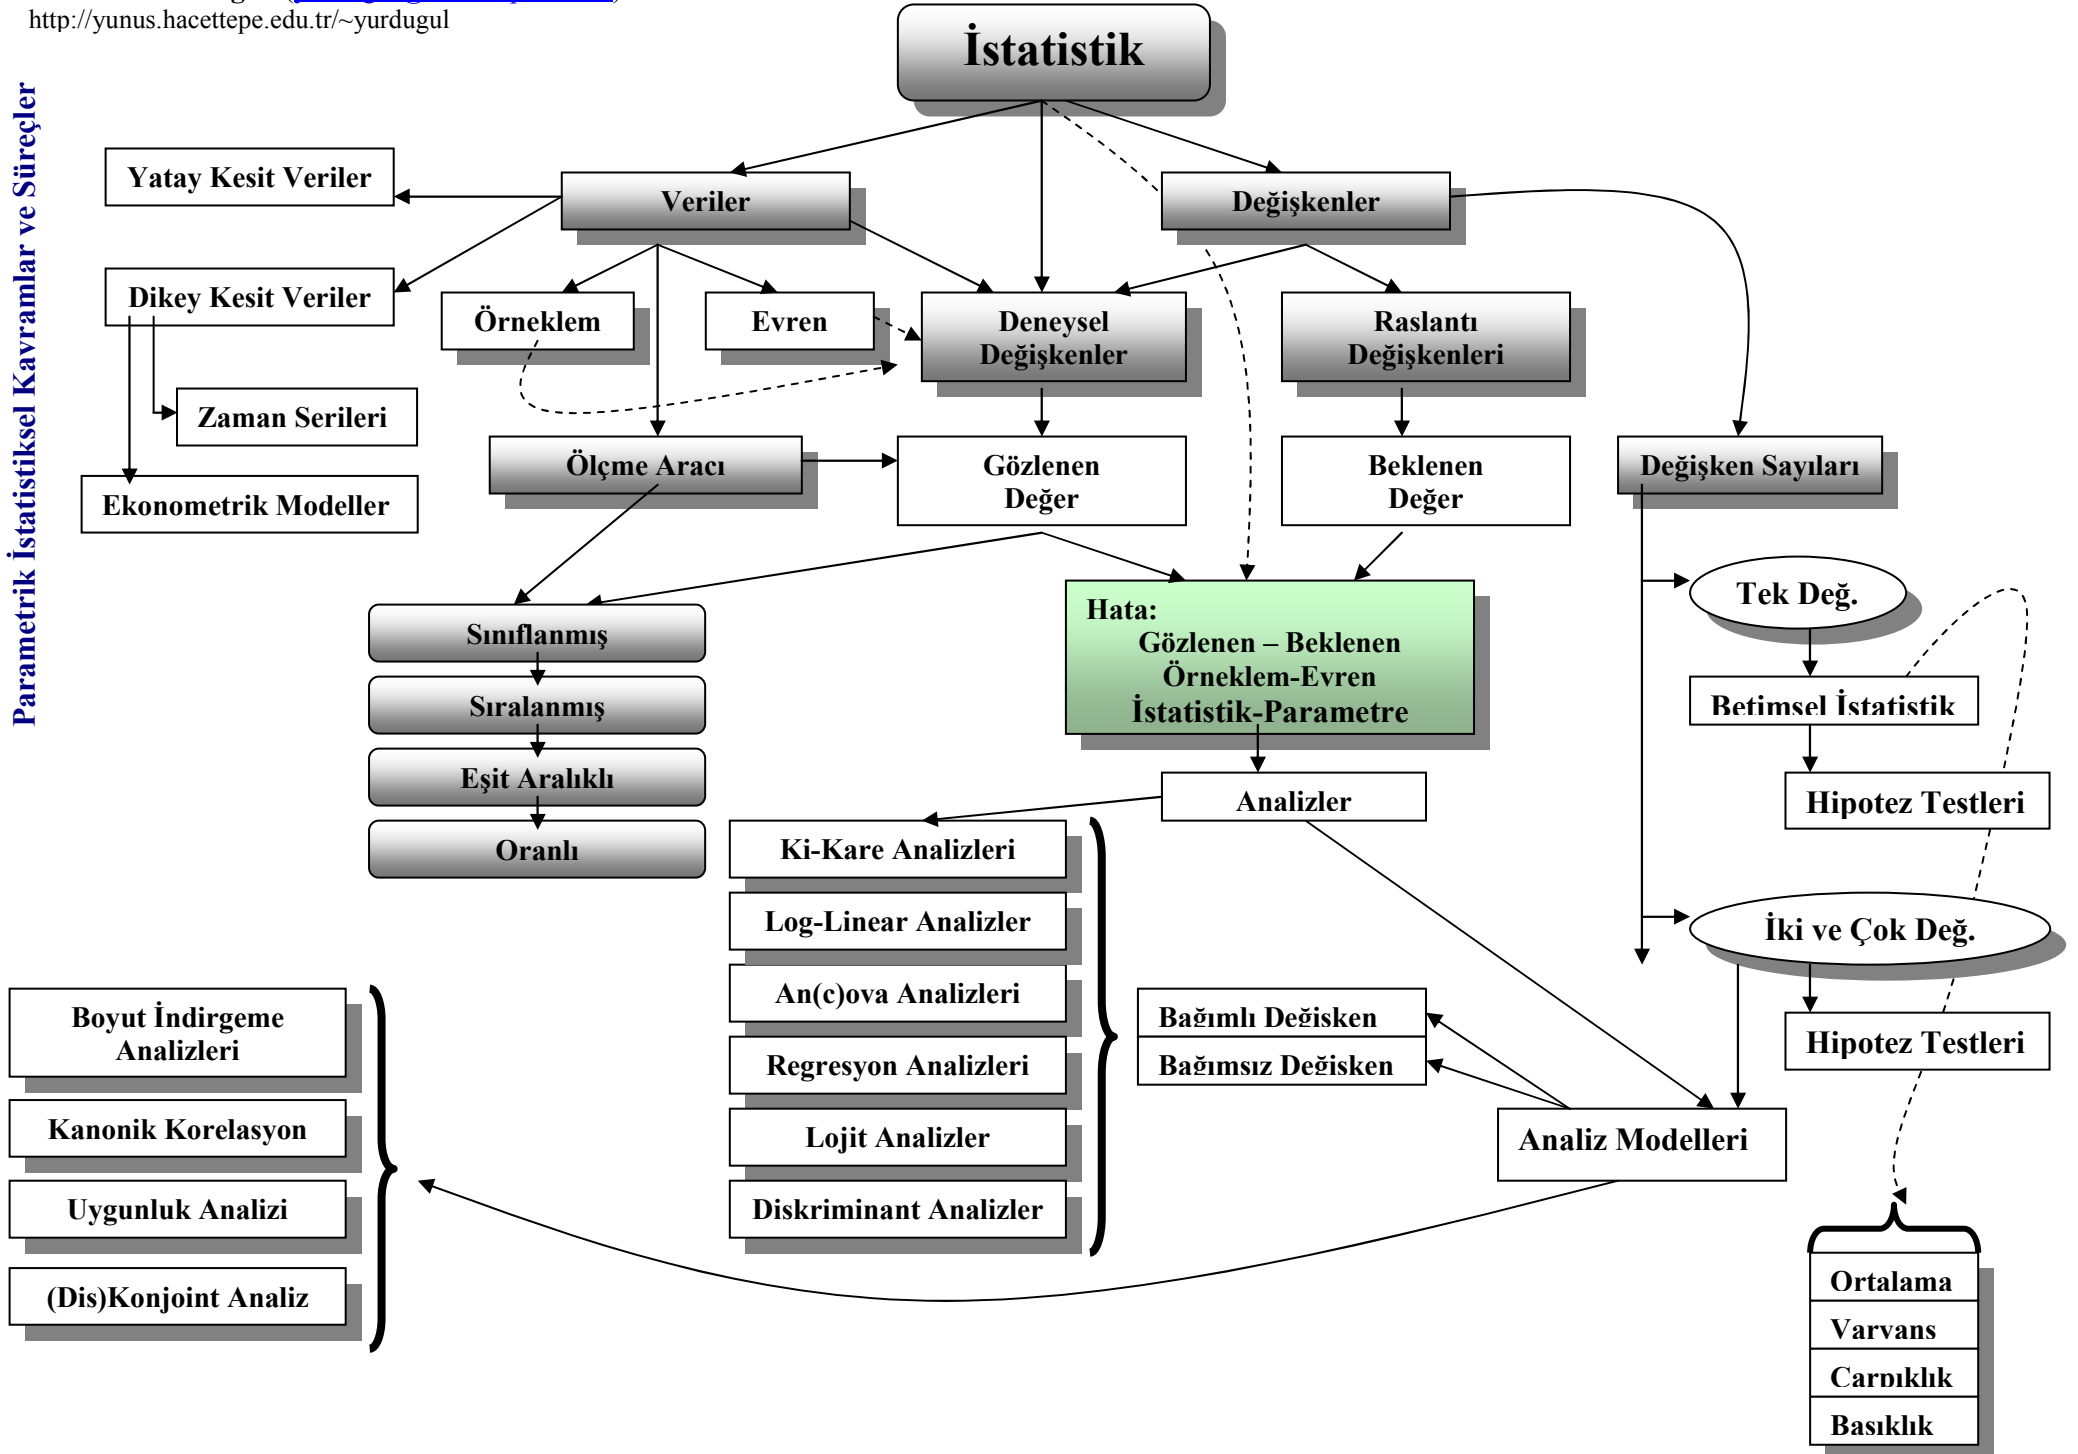 http://yunus.hacettepe.edu.tr/~yurdugul
Parametrik İstatistiksel Kavramlar ve Süreçler
İstatistik
Yatay Kesit Veriler
Veriler
Değişkenler
Dikey Kesit Veriler
Örneklem
Evren
Deneysel
Değişkenler
Raslantı
Değişkenleri
Zaman Serileri
Ekonometrik Modeller
Ölçme Aracı
Gözlenen
Değer
Beklenen
Değer
Değişken Sayıları
Sınıflanmış
Sıralanmış
Eşit Aralıklı
Oranlı
Hata:
Gözlenen – Beklenen
Örneklem-Evren
İstatistik-Parametre
Tek Değ.
Betimsel İstatistik
Hipotez Testleri
Analizler
Ki-Kare Analizleri
Log-Linear Analizler
An(c)ova Analizleri
Regresyon Analizleri
Lojit Analizler
Diskriminant Analizler
İki ve Çok Değ.
Hipotez Testleri
Bağımlı Değişken
Bağımsız Değişken
Analiz Modelleri
Boyut İndirgeme
Analizleri
Kanonik Korelasyon
Uygunluk Analizi
(Dis)Konjoint Analiz
Ortalama
Varyans
Çarpıklık
Basıklık